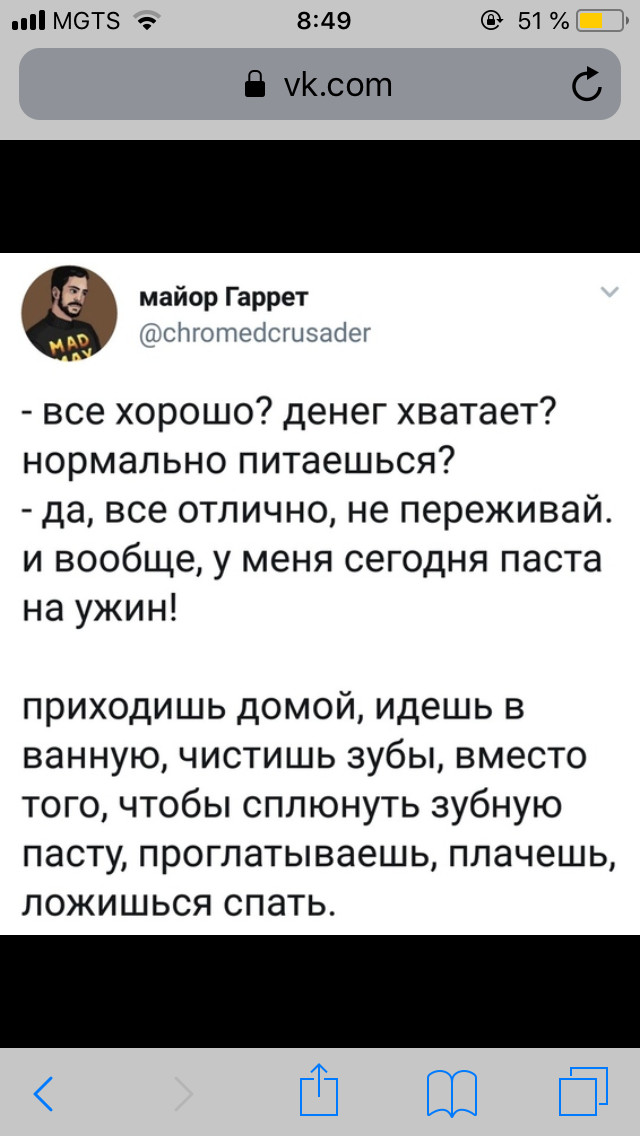 MGTS 8:49 51 %
vk.com
майор Гаррет
@chromedcrusader
MAD
MAX
- все хорошо? денег хватает?
нормально питаешься?
- да, все отлично, не переживай.
и вообще, у меня сегодня паста
на ужин!
приходишь домой, идешь в
ванную, чистишь зубы, вместо
того, чтобы сплюнуть зубную
пасту, проглатываешь, плачешь,
ложишься спать.